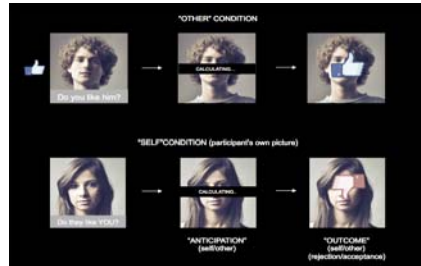 "OTHER" CONDITION
Do you like him?
CALCULATING...
"SELF"CONDITION (participant's own picture)
Do they like YOU?
CALCULATING..
"ANTICIPATION"
(self/other)
"OUTCOME"
(self/other)
(rejection/acceptance)